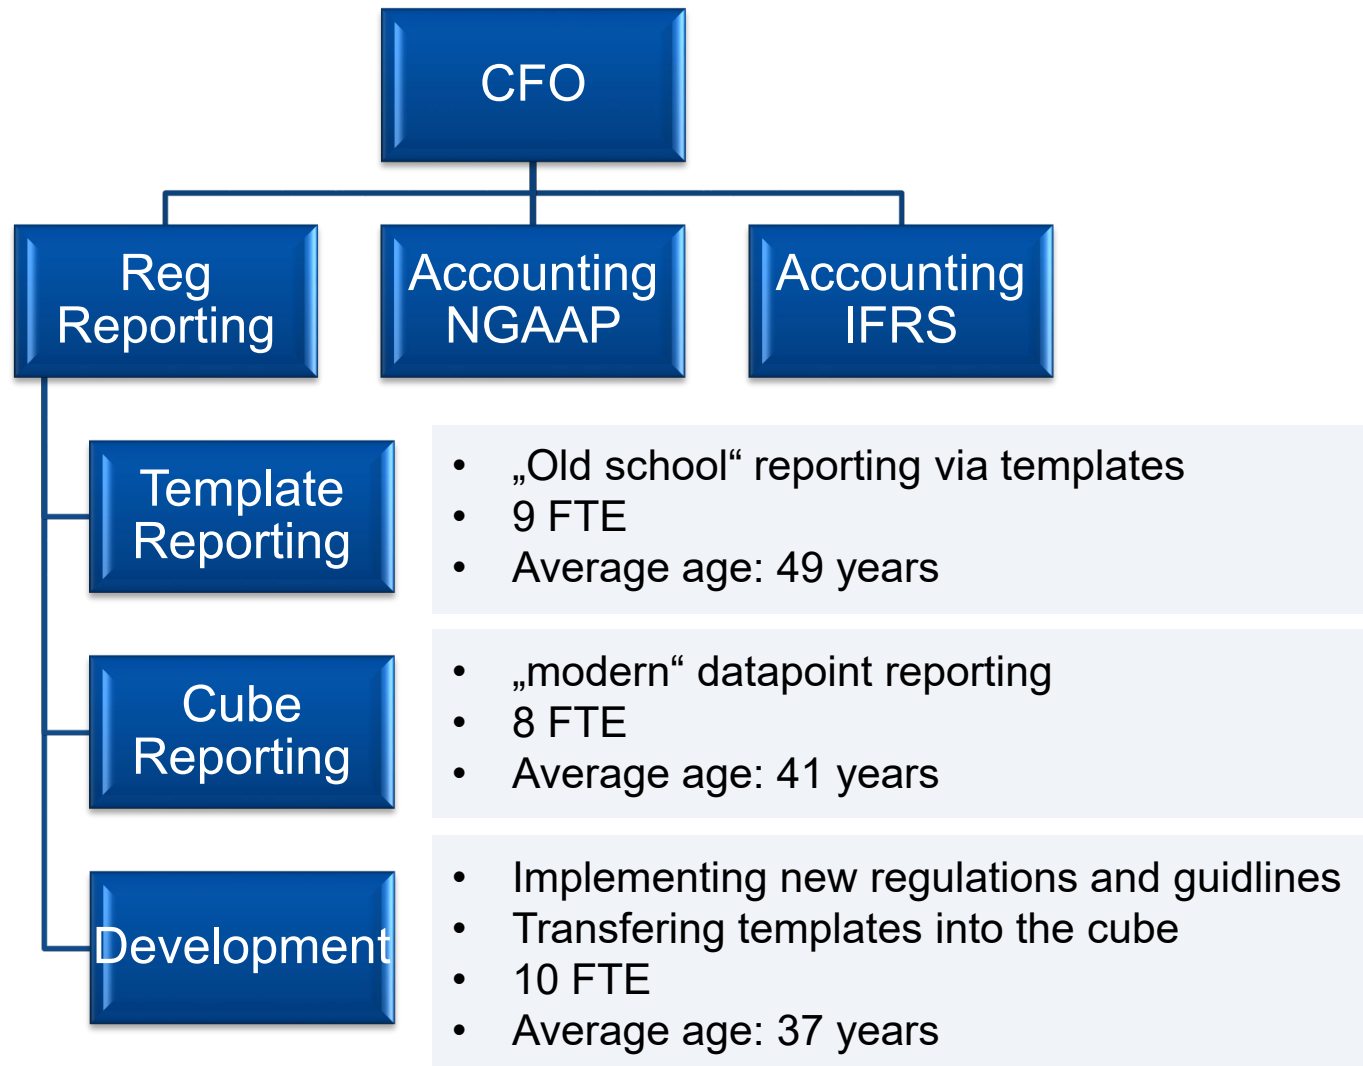 CFO
Reg
Reporting
Accounting
NGAAP
Accounting
IFRS
Template
Reporting
• „Old school“ reporting via templates
• 9 FTE
• Average age: 49 years
Cube
Reporting
• „modern“ datapoint reporting
• 8 FTE
• Average age: 41 years
Development
• Implementing new regulations and guidlines
• Transfering templates into the cube
• 10 FTE
• Average age: 37 years